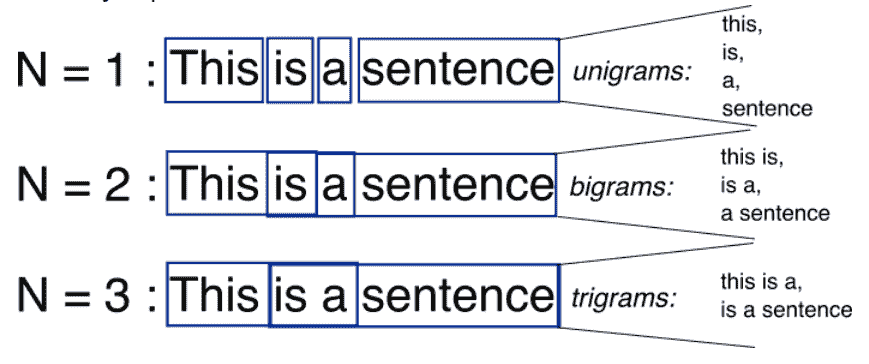 N = 1 : This is a sentence unigrams:
this,
is,
a,
sentence
N = 2 : This is a sentence bigrams:
this is,
is a,
a sentence
N = 3 : This is a sentence trigrams:
this is a,
is a sentence